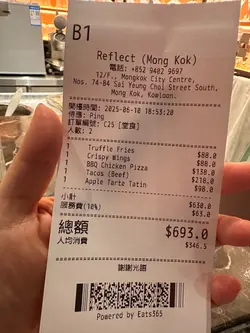 B1
Reflect (Mong Kok)
電話: +852 9402 9697
12/F., Mongkok City Centre,
Nos. 74-84 Sai Yeung Choi Street South,
Mong Kok, Kowloon.
開檯時間: 2025-06-10 18:53:20
侍應: Ping
訂單編號: C25 [堂食]
人數: 2
1 Truffle Fries $88.0
1 Crispy Wings $88.0
1 BBQ Chicken Pizza $138.0
1 Tacos (Beef) $218.0
1 Apple Tarte Tatin $98.0
小計 $630.0
服務費(10%) $63.0
總額 $693.0
人均消費 $346.5
謝謝光臨
Powered by Eats365